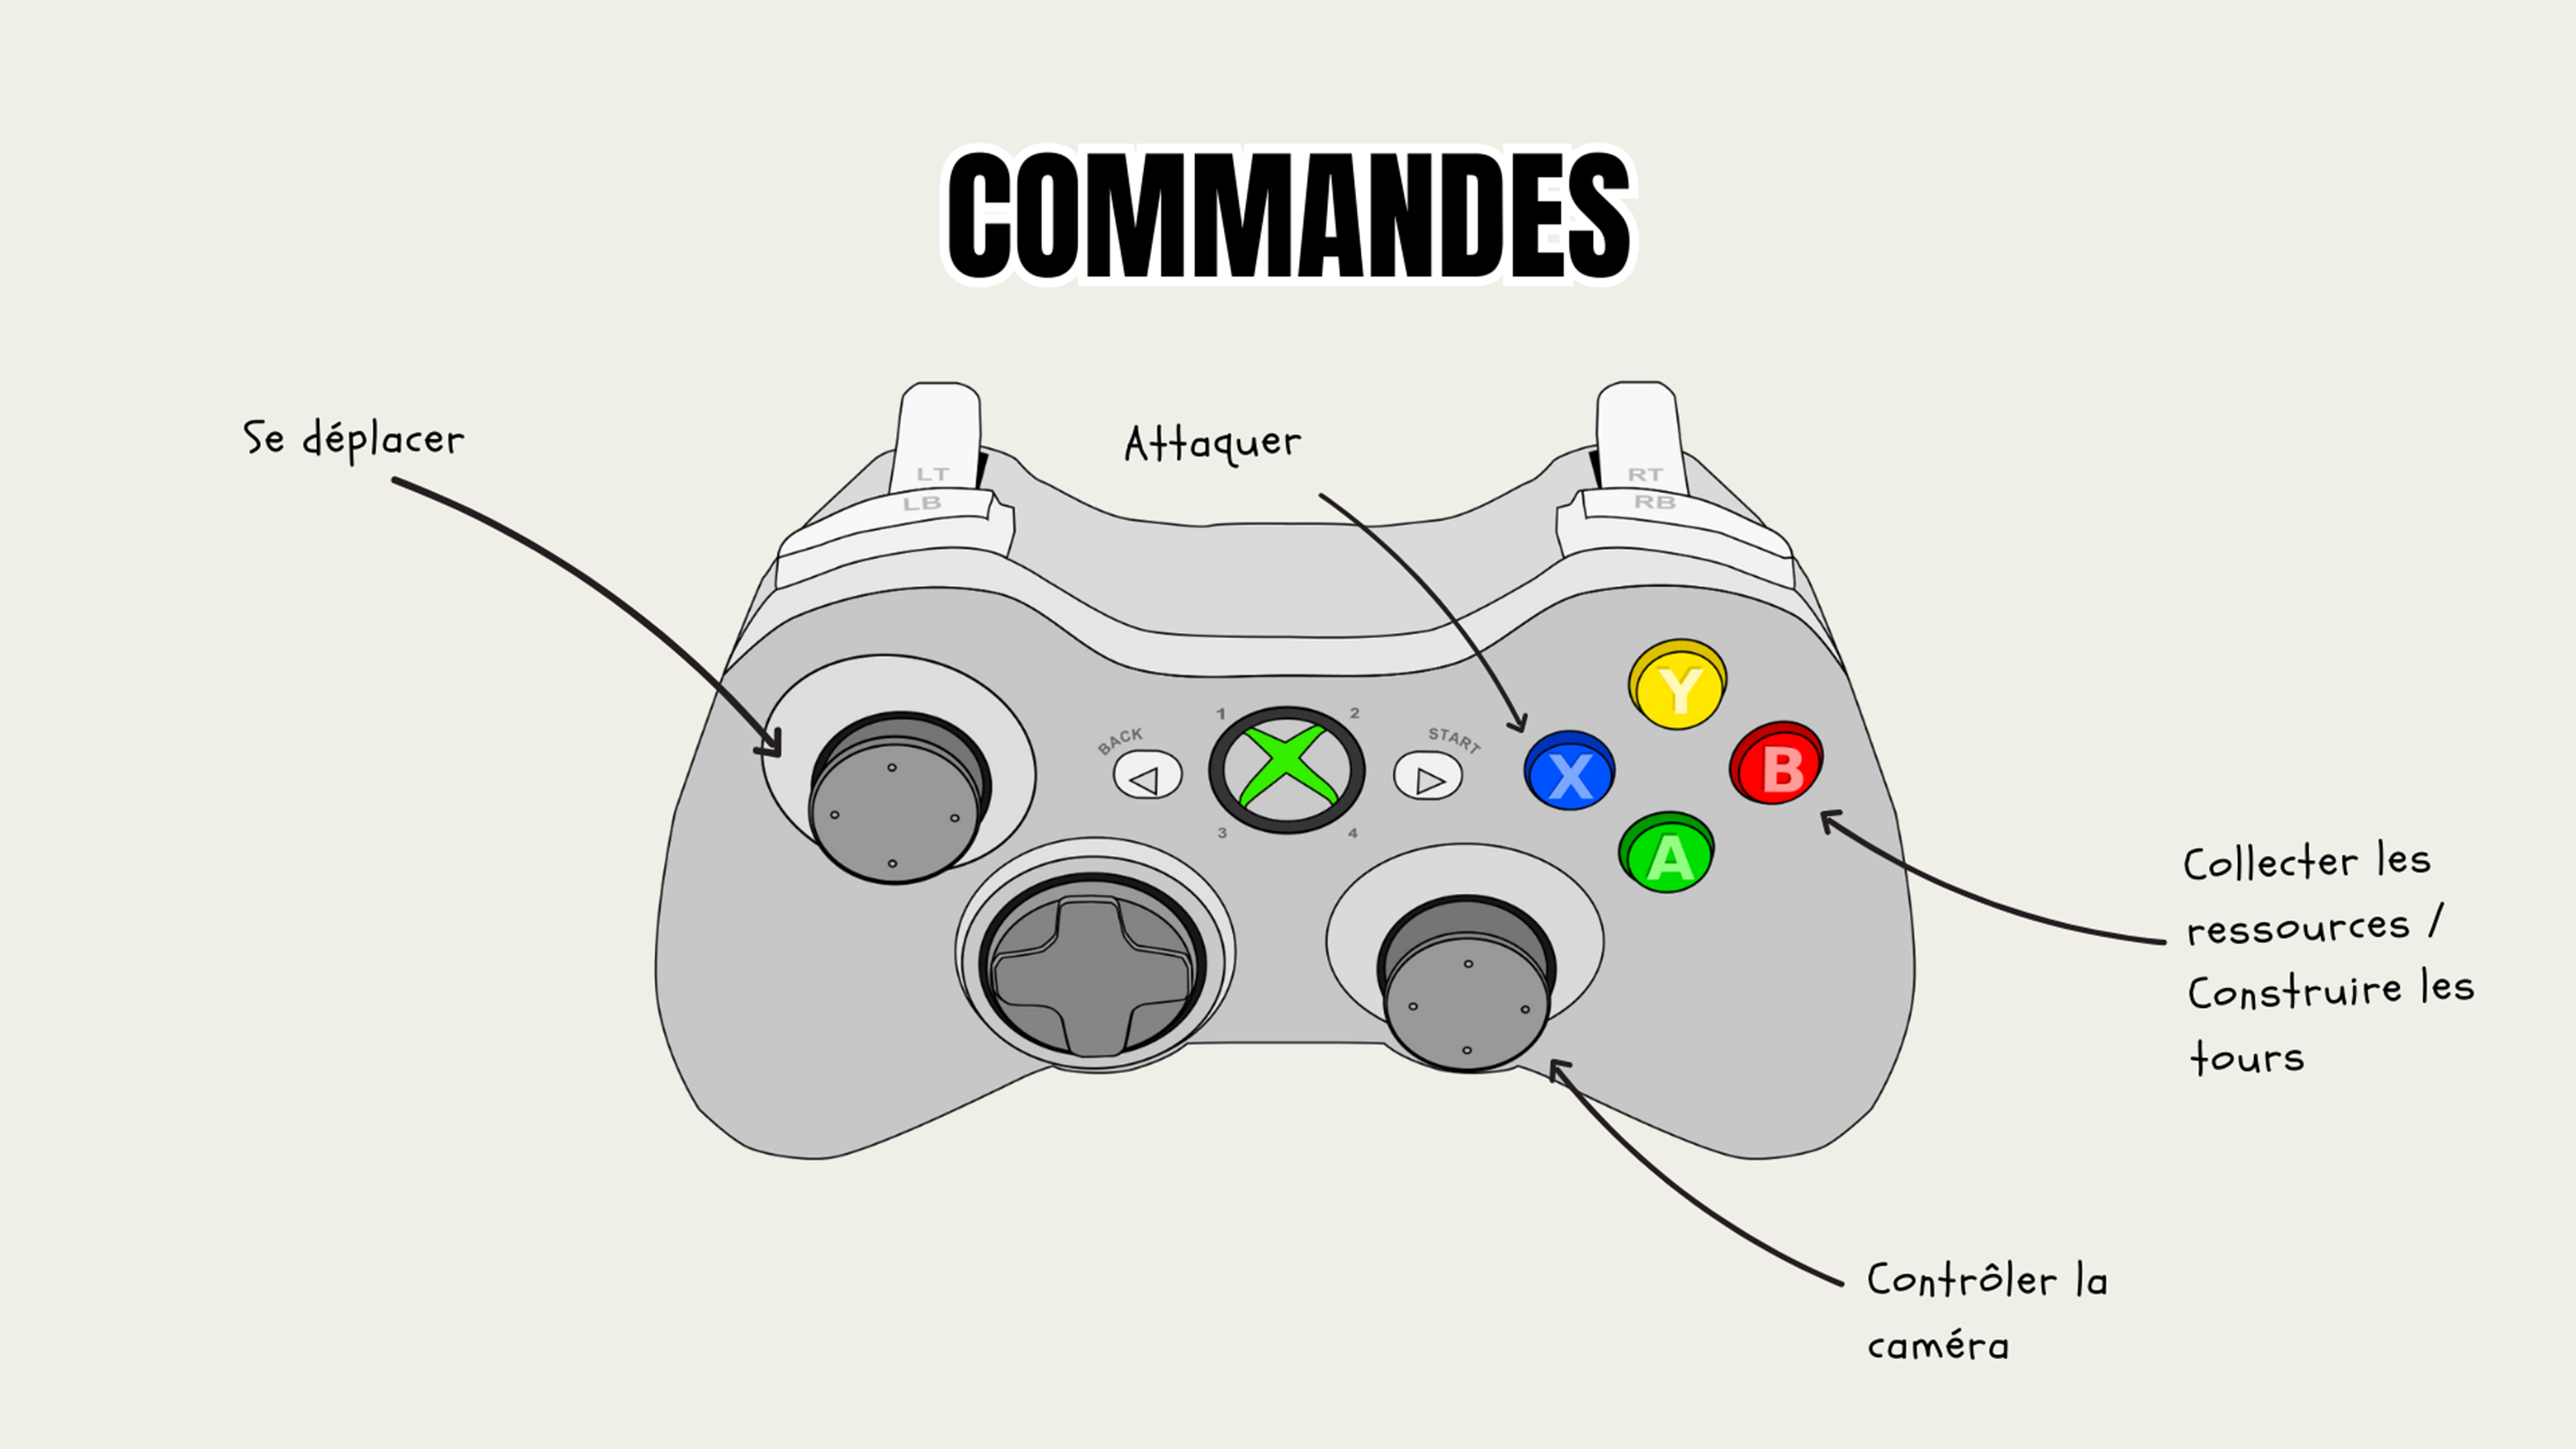 COMMANDES
Se déplacer
Attaquer
LT
LB
RT
RB
BACK
1
2
3
4
START
Y
X
B
A
Collecter les
ressources /
Construire les
tours
Contrôler la
caméra